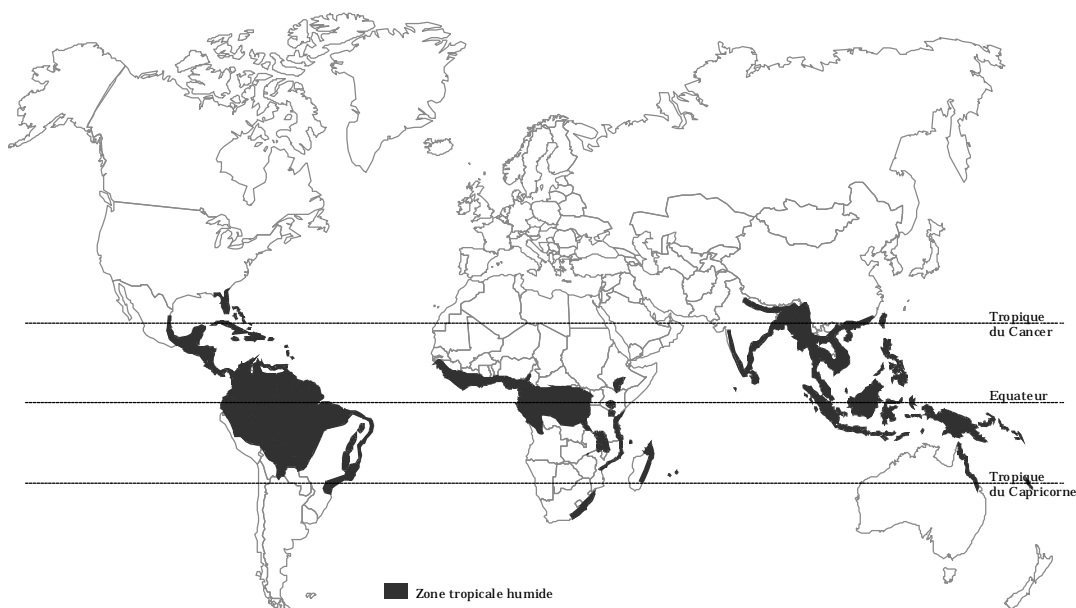 Tropique
du Cancer
Equateur
Tropique
du Capricorne
Zone tropicale humide